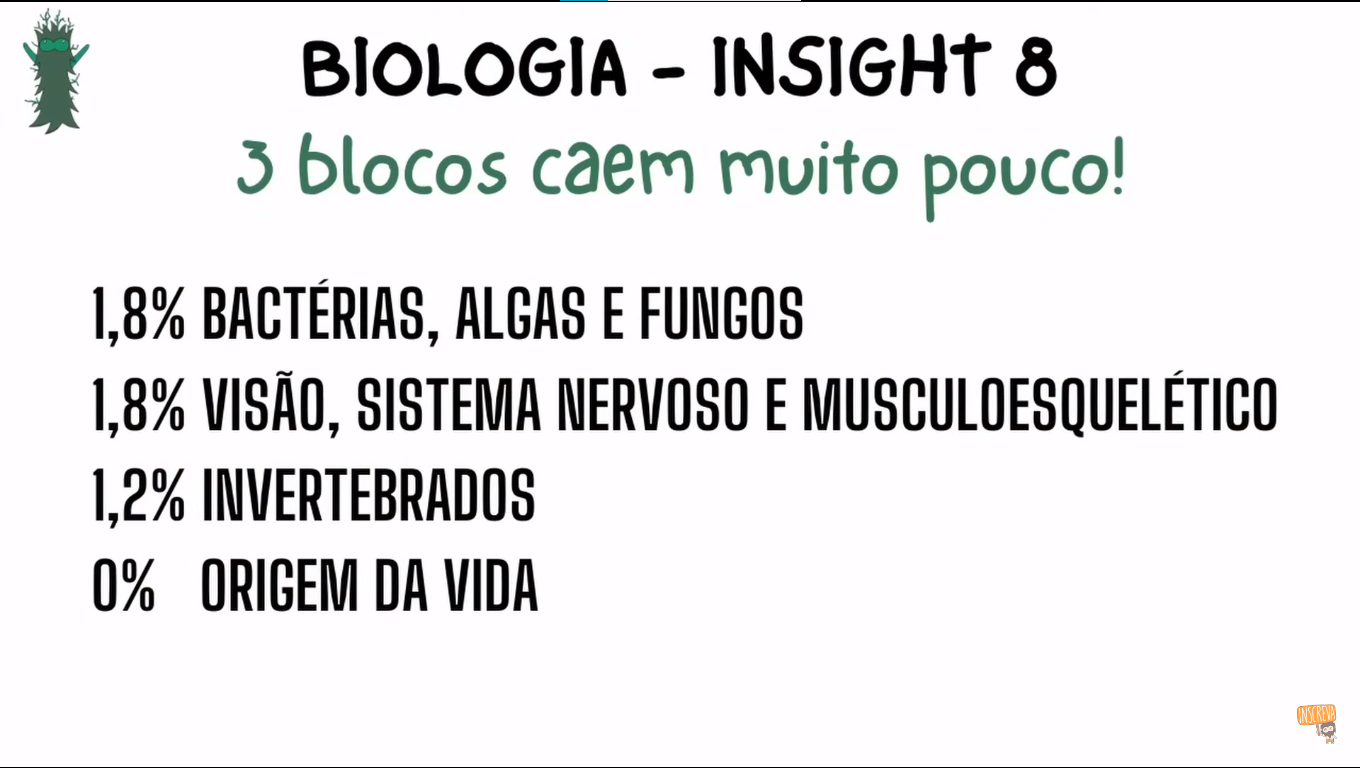 BIOLOGIA - INSIGHT 8
3 blocos caem muito pouco!
1,8% BACTÉRIAS, ALGAS E FUNGOS
1,8% VISÃO, SISTEMA NERVOSO E MUSCULOESQUELÉTICO
1,2% INVERTEBRADOS
0% ORIGEM DA VIDA
INSCREVA